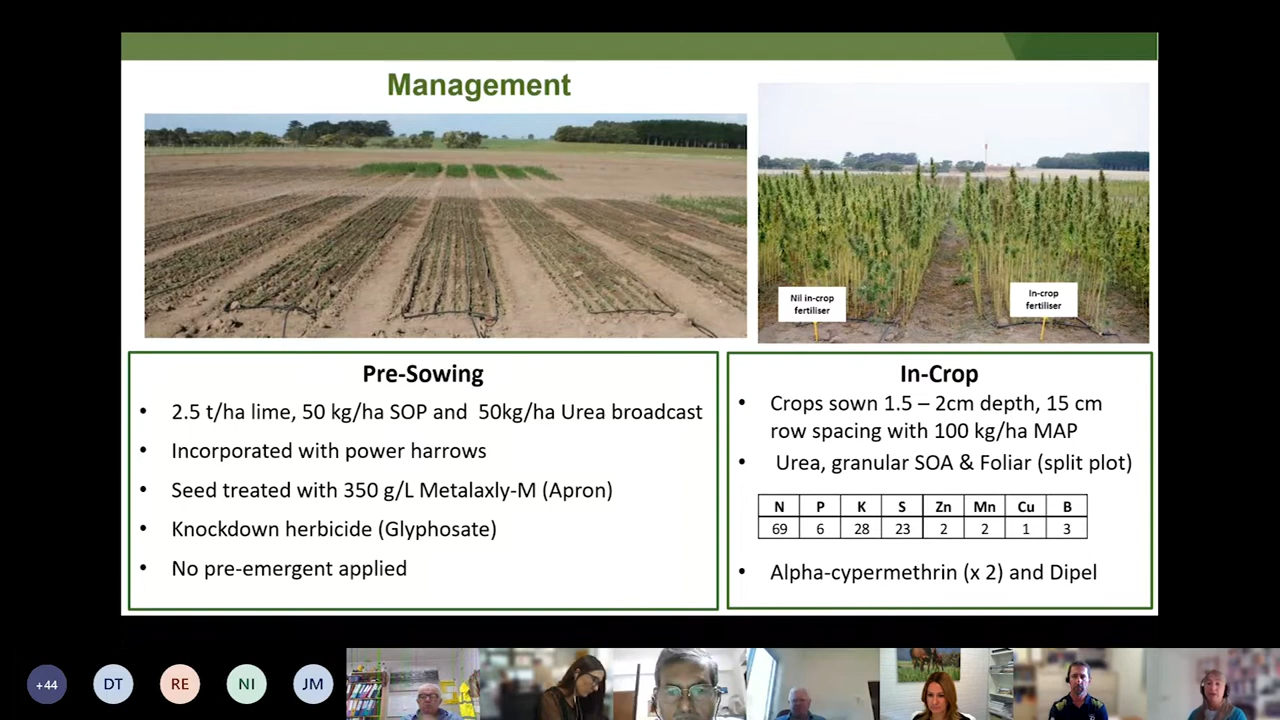 Management
Nil in-crop
fertiliser
In-crop
fertiliser
Pre-Sowing
• 2.5 t/ha lime, 50 kg/ha SOP and 50kg/ha Urea broadcast
• Incorporated with power harrows
• Seed treated with 350 g/L Metalaxly-M (Apron)
• Knockdown herbicide (Glyphosate)
• No pre-emergent applied
In-Crop
• Crops sown 1.5 – 2cm depth, 15 cm
row spacing with 100 kg/ha MAP
• Urea, granular SOA & Foliar (split plot)
N P K S Zn Mn Cu B
69 6 28 23 2 2 1 3
• Alpha-cypermethrin (x 2) and Dipel
+44 DT RE NI JM